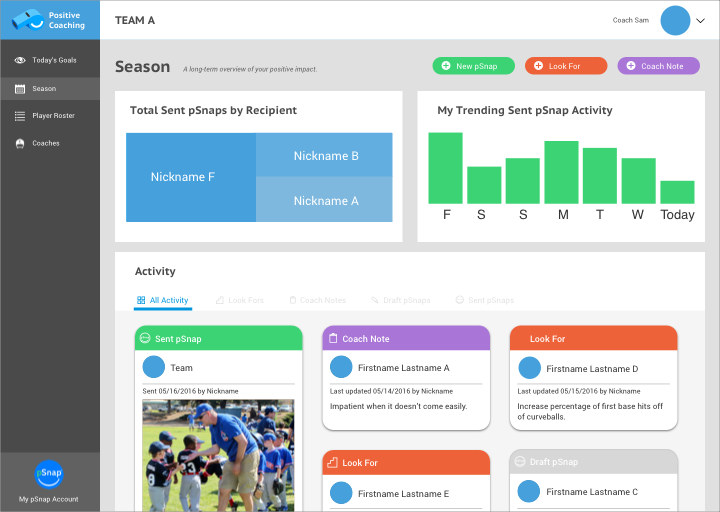 Positive
Coaching
TEAM A
Coach Sam
Today's Goals
Season
Player Roster
Coaches
Season
A long-term overview of your positive impact.
New pSnap
Look For
Coach Note
Total Sent pSnaps by Recipient
Nickname F
Nickname B
Nickname A
My Trending Sent pSnap Activity
F S S M T W Today
Activity
All Activity
Look Fors
Coach Notes
Draft pSnaps
Sent pSnaps
Sent pSnap
Team
Sent 05/16/2016 by Nickname
Coach Note
Firstname Lastname A
Last updated 05/14/2016 by Nickname
Impatient when it doesn't come easily.
Look For
Firstname Lastname D
Last updated 05/15/2016 by Nickname
Increase percentage of first base hits off
of curveballs.
Look For
Firstname Lastname E
Draft pSnap
Firstname Lastname C
pSnap
My pSnap Account